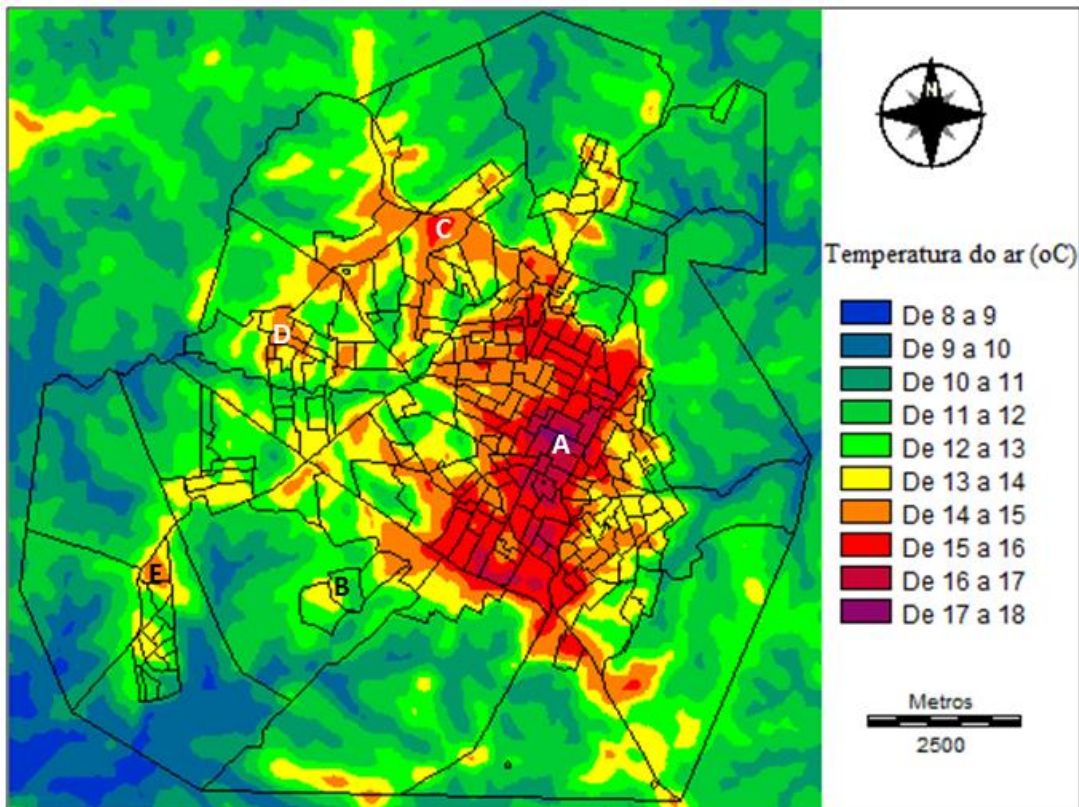 N
C
D
A
E
B
Temperatura do ar (oC)
De 8 a 9
De 9 a 10
De 10 a 11
De 11 a 12
De 12 a 13
De 13 a 14
De 14 a 15
De 15 a 16
De 16 a 17
De 17 a 18
Metros
2500